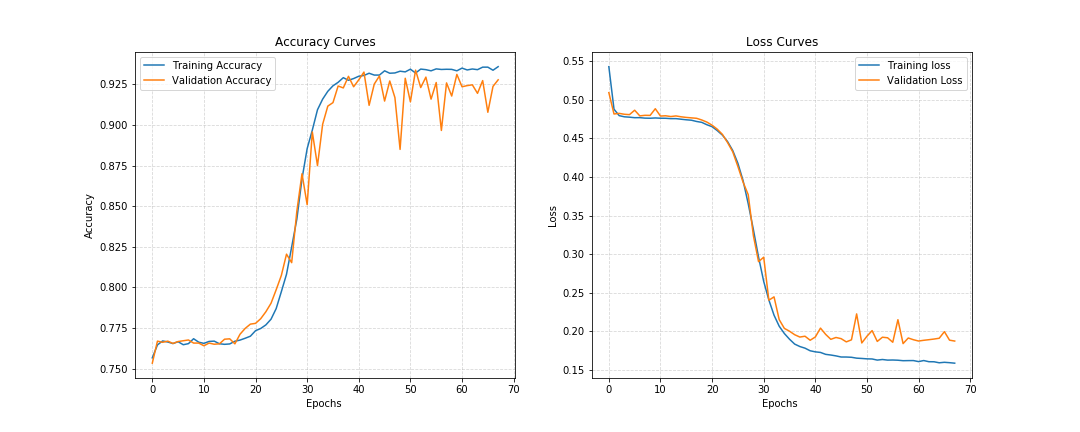 Accuracy Curves
Training Accuracy
Validation Accuracy
0.925
0.900
0.875
0.850
0.825
0.800
0.775
0.750
Accuracy
0 10 20 30 40 50 60 70
Epochs
Loss Curves
Training loss
Validation Loss
0.55
0.50
0.45
0.40
0.35
0.30
0.25
0.20
0.15
Loss
0 10 20 30 40 50 60 70
Epochs